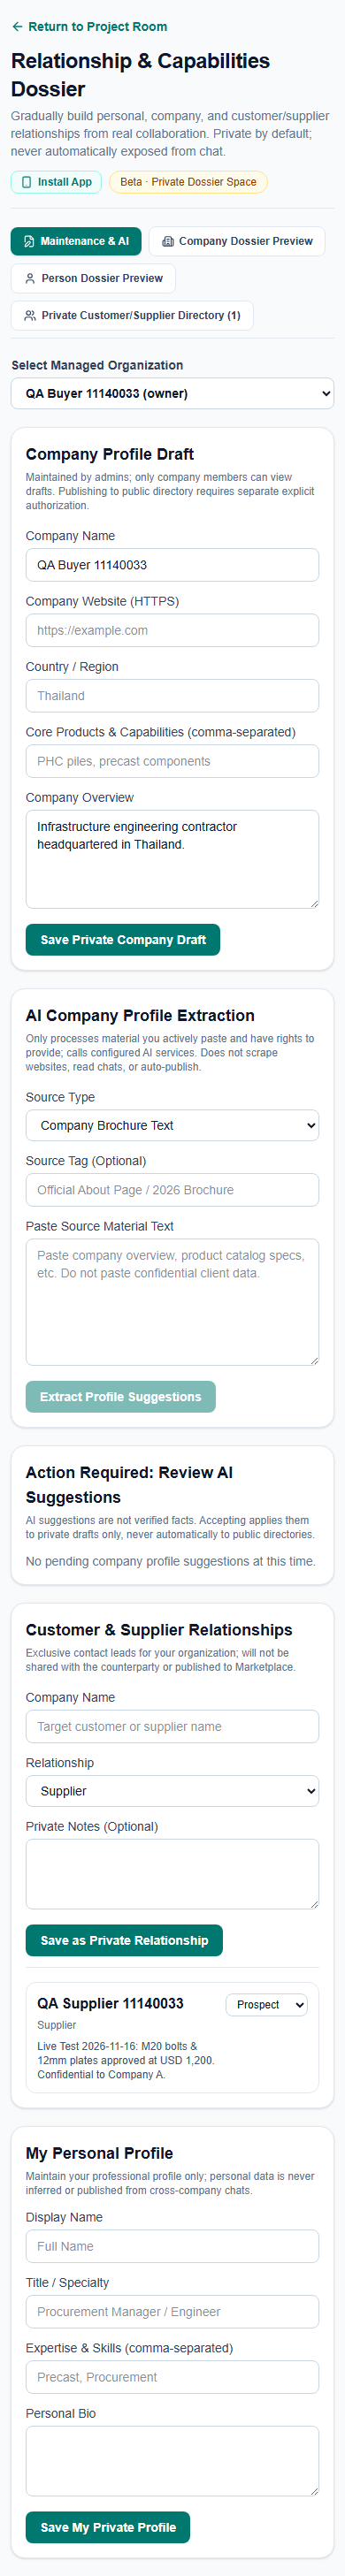 Return to Project Room
Relationship & Capabilities
Dossier
Gradually build personal, company, and customer/supplier
relationships from real collaboration. Private by default;
never automatically exposed from chat.
Install App
Beta · Private Dossier Space
Maintenance & AI
Company Dossier Preview
Person Dossier Preview
Private Customer/Supplier Directory (1)
Select Managed Organization
QA Buyer 11140033 (owner)
Company Profile Draft
Maintained by admins; only company members can view
drafts. Publishing to public directory requires separate explicit
authorization.
Company Name
QA Buyer 11140033
Company Website (HTTPS)
https://example.com
Country / Region
Thailand
Core Products & Capabilities (comma-separated)
PHC piles, precast components
Company Overview
Infrastructure engineering contractor
headquartered in Thailand.
Save Private Company Draft
AI Company Profile Extraction
Only processes material you actively paste and have rights to
provide; calls configured AI services. Does not scrape
websites, read chats, or auto-publish.
Source Type
Company Brochure Text
Source Tag (Optional)
Official About Page / 2026 Brochure
Paste Source Material Text
Paste company overview, product catalog specs,
etc. Do not paste confidential client data.
Extract Profile Suggestions
Action Required: Review AI
Suggestions
AI suggestions are not verified facts. Accepting applies them
to private drafts only, never automatically to public directories.
No pending company profile suggestions at this time.
Customer & Supplier Relationships
Exclusive contact leads for your organization; will not be
shared with the counterparty or published to Marketplace.
Company Name
Target customer or supplier name
Relationship
Supplier
Private Notes (Optional)
Save as Private Relationship
QA Supplier 11140033
Prospect
Supplier
Live Test 2026-11-16: M20 bolts &
12mm plates approved at USD 1,200.
Confidential to Company A.
My Personal Profile
Maintain your professional profile only; personal data is never
inferred or published from cross-company chats.
Display Name
Full Name
Title / Specialty
Procurement Manager / Engineer
Expertise & Skills (comma-separated)
Precast, Procurement
Personal Bio
Save My Private Profile